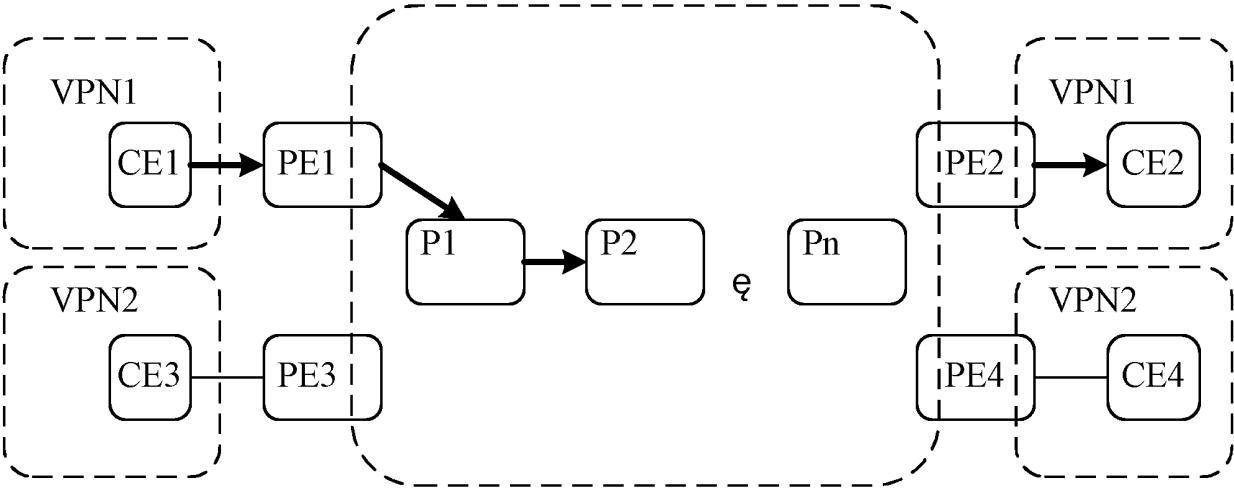 VPN1
VPN1
CE1
PE1
PE2
CE2
P1
P2
Pn
ę
VPN2
VPN2
CE3
PE3
PE4
CE4